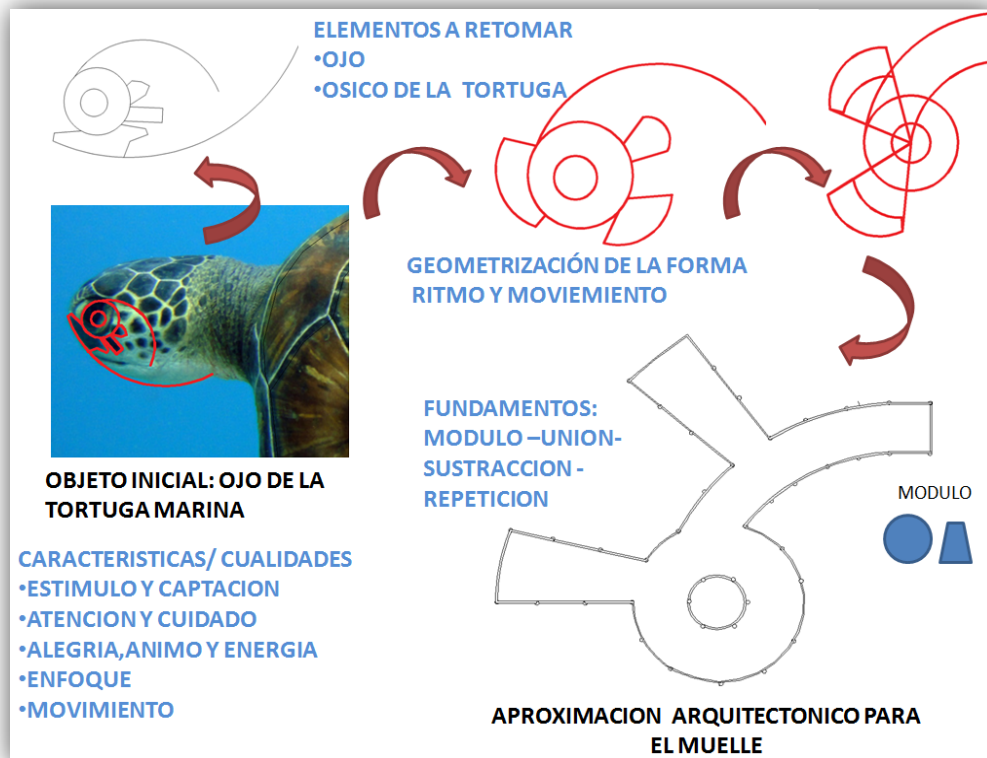 ELEMENTOS A RETOMAR
•OJO
•OSICO DE LA TORTUGA
GEOMETRIZACIÓN DE LA FORMA
RITMO Y MOVIEMIENTO
FUNDAMENTOS:
MODULO –UNION-
SUSTRACCION -
REPETICION
MODULO
OBJETO INICIAL: OJO DE LA
TORTUGA MARINA
CARACTERISTICAS/ CUALIDADES
•ESTIMULO Y CAPTACION
•ATENCION Y CUIDADO
•ALEGRIA,ANIMO Y ENERGIA
•ENFOQUE
•MOVIMIENTO
APROXIMACION ARQUITECTONICO PARA
EL MUELLE